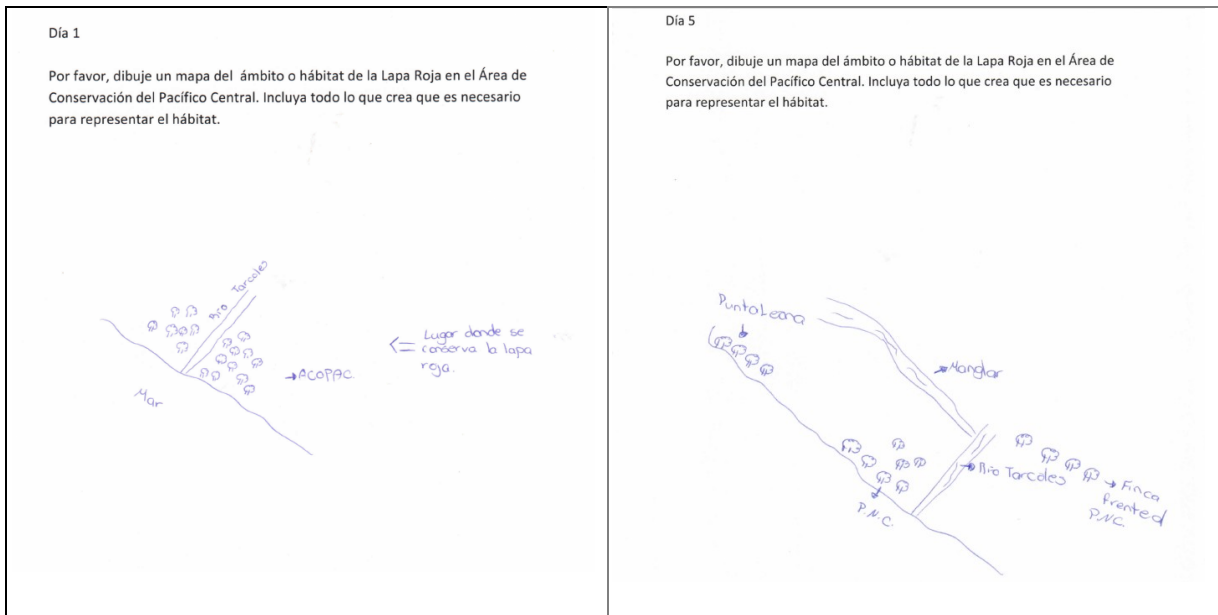 Día 1
Por favor, dibuje un mapa del ámbito o hábitat de la Lapa Roja en el Área de
Conservación del Pacífico Central. Incluya todo lo que crea que es necesario
para representar el hábitat.
Río Tarcoles
Lugar donde se
conserva la lapa
roja.
ACOPAC.
Mar
Día 5
Por favor, dibuje un mapa del ámbito o hábitat de la Lapa Roja en el Área de
Conservación del Pacífico Central. Incluya todo lo que crea que es necesario
para representar el hábitat.
Punta Leona
Manglar
Río Tarcoles
Finca
frente al
P.N.C.
P.N.C.